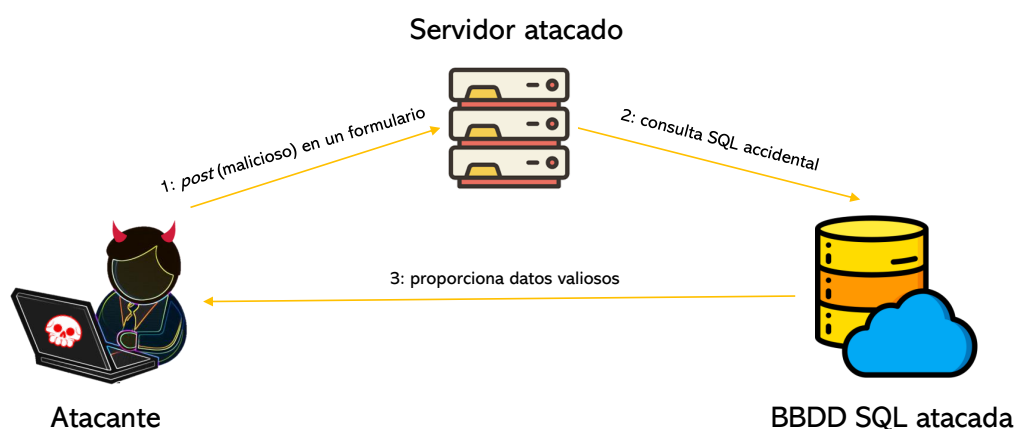 Servidor atacado
1: post (malicioso) en un formulario
2: consulta SQL accidental
3: proporciona datos valiosos
Atacante
BBDD SQL atacada